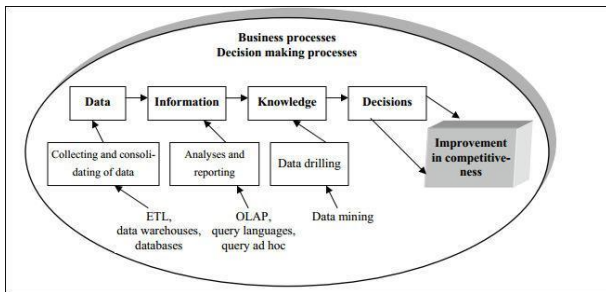 Business processes
Decision making processes
Data
Information
Knowledge
Decisions
Improvement
in competitive-
ness
Collecting and consoli-
dating of data
Analyses and
reporting
Data drilling
ETL,
data warehouses,
databases
OLAP,
query languages,
query ad hoc
Data mining